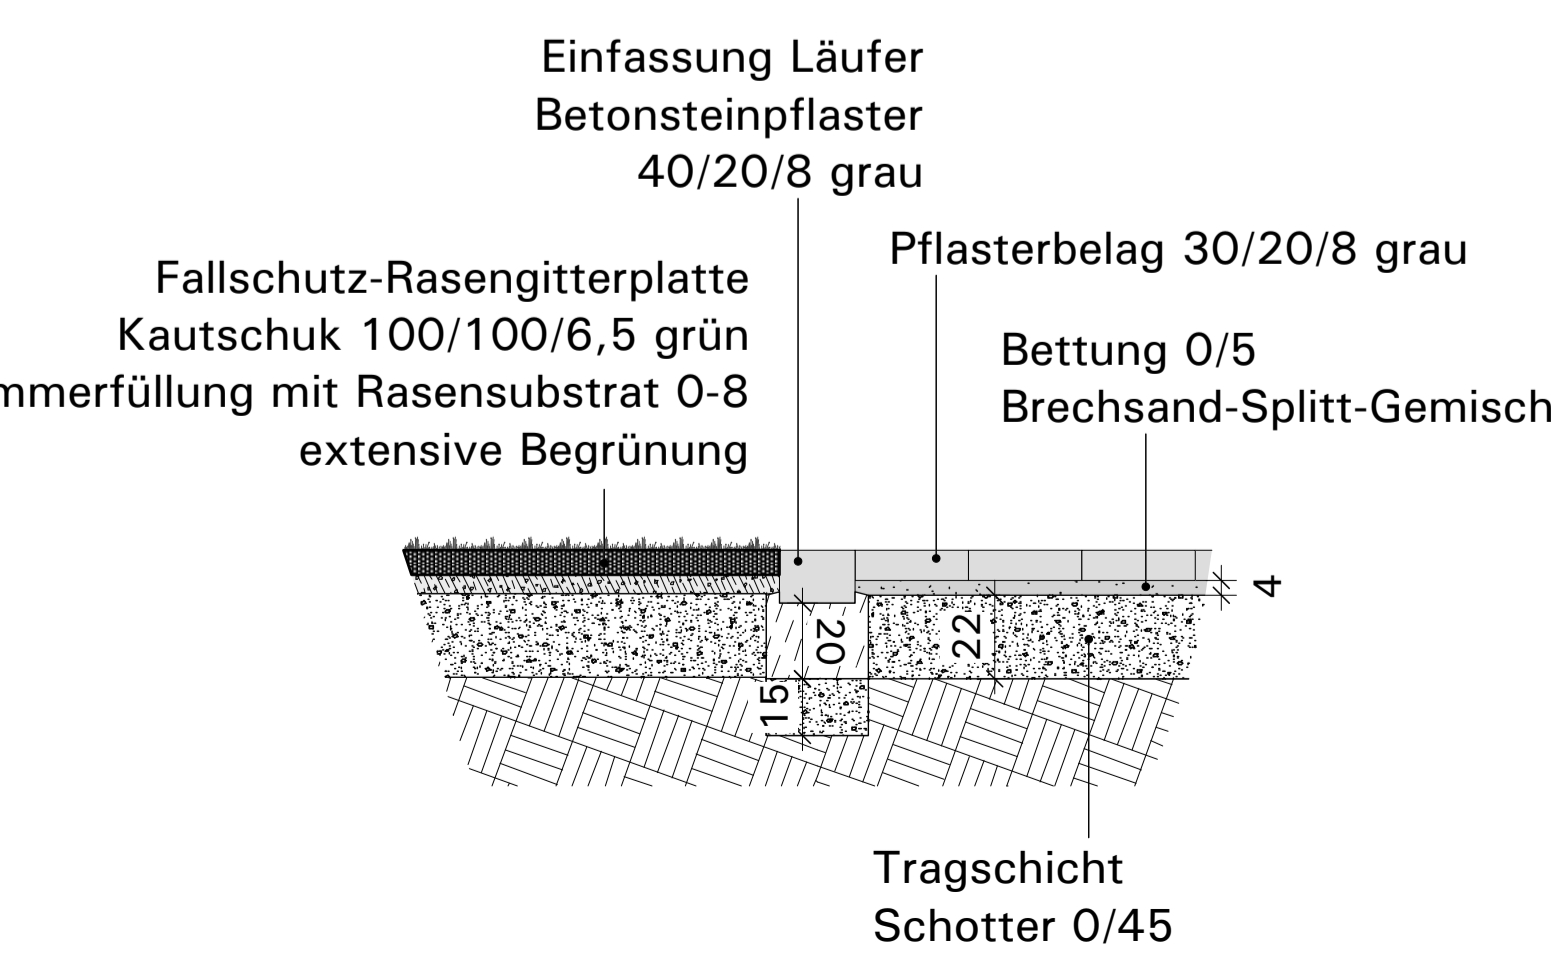 Einfassung Läufer
Betonsteinpflaster
40/20/8 grau
Pflasterbelag 30/20/8 grau
Fallschutz-Rasengitterplatte
Kautschuk 100/100/6,5 grün
mit Rasensubstrat 0-8
extensive Begrünung
Bettung 0/5
Brechsand-Splitt-Gemisch
4
20
22
15
Tragschicht
Schotter 0/45